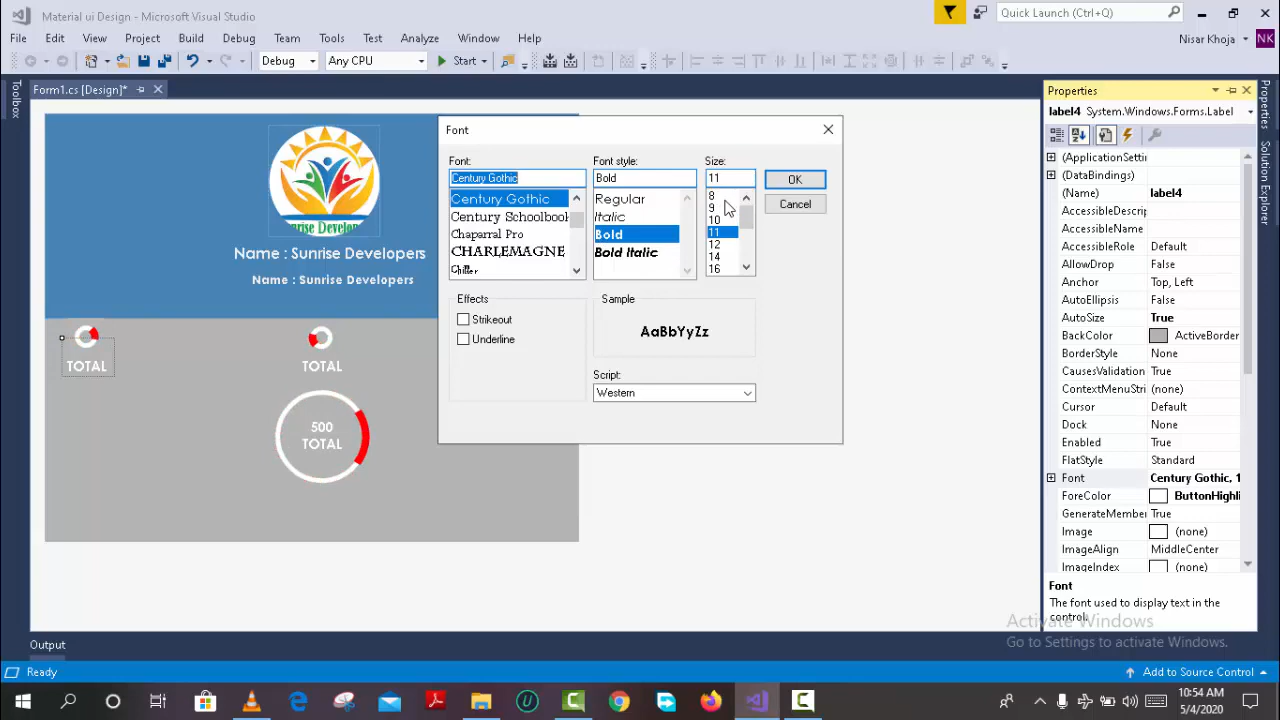 Material ui Design - Microsoft Visual Studio
Quick Launch (Ctrl+Q)
File Edit View Project Build Debug Team Tools Test Analyze Window Help
Nisar Khoja NK
Debug Any CPU Start
Toolbox
Form1.cs [Design]*
Sunrise Develope
Name : Sunrise Developers
Name : Sunrise Developers
TOTAL
TOTAL
500
TOTAL
Font
Font: Font style: Size:
Century Gothic Bold 11
OK
Cancel
Century Gothic
Century Schoolbook
Chaparral Pro
CHARLEMAGNE
Chiller
Regular
Italic
Bold
Bold Italic
8
9
10
11
12
14
16
Effects
Strikeout
Underline
Sample
AaBbYyZz
Script:
Western
Properties
label4 System.Windows.Forms.Label
(ApplicationSettin
(DataBindings)
(Name) label4
AccessibleDescrip
AccessibleName
AccessibleRole Default
AllowDrop False
Anchor Top, Left
AutoEllipsis False
AutoSize True
BackColor ActiveBorder
BorderStyle None
CausesValidation True
ContextMenuStri (none)
Cursor Default
Dock None
Enabled True
FlatStyle Standard
Font Century Gothic, 1
ForeColor ButtonHighli
GenerateMember True
Image (none)
ImageAlign MiddleCenter
ImageIndex (none)
Font
The font used to display text in the
control.
Properties
Solution Explorer
Activate Windows
Go to Settings to activate Windows.
Output
Ready
Add to Source Control
10:54 AM
5/4/2020